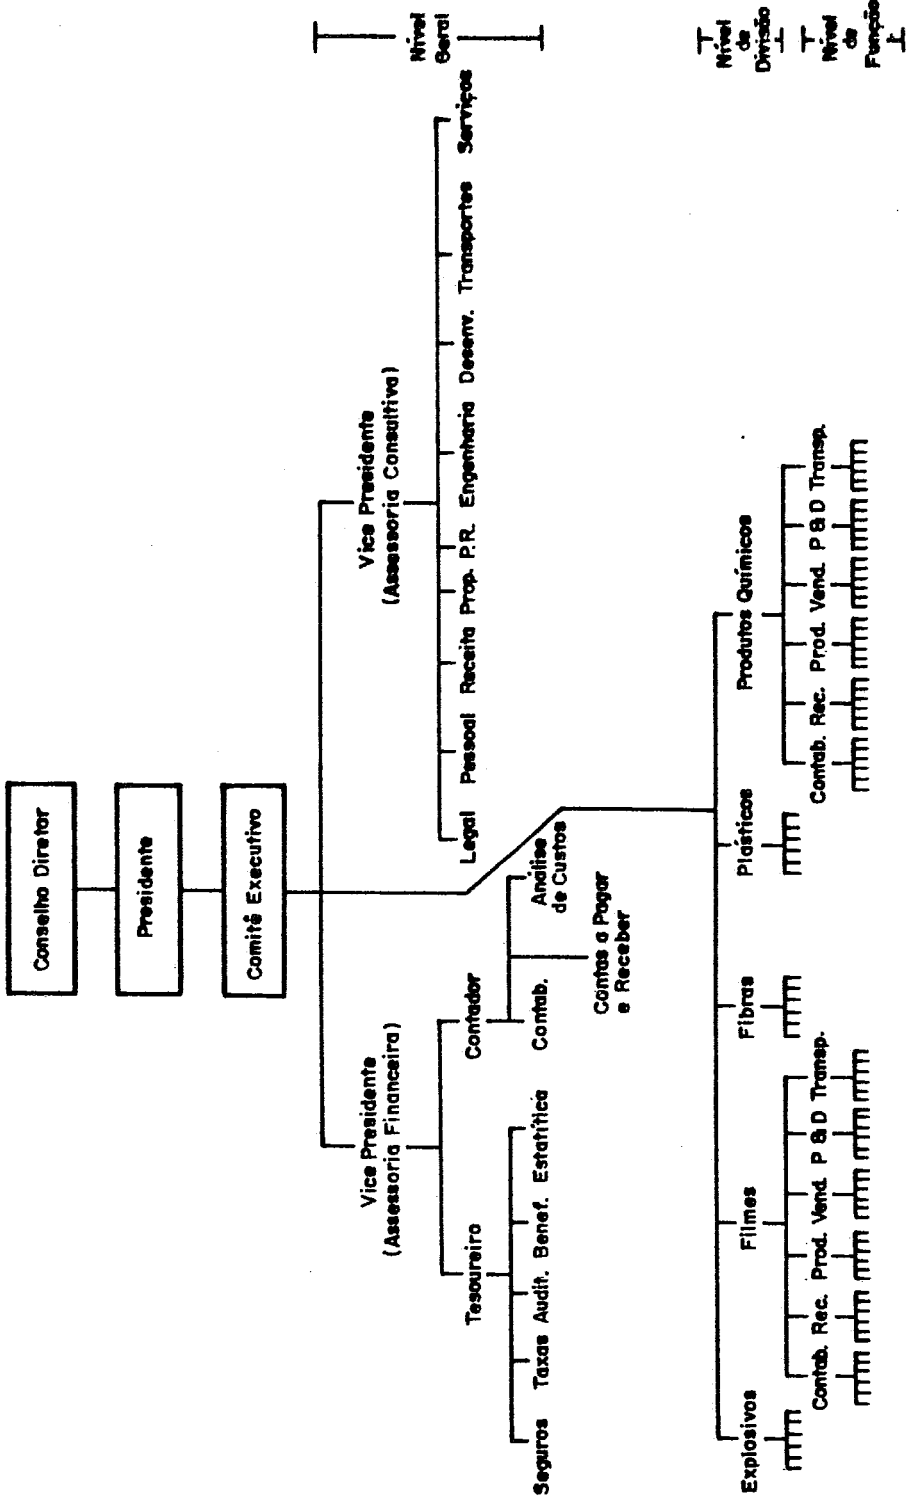 Conselho Diretor
Presidente
Comitê Executivo
Nível
Geral
Vice Presidente
(Assessoria Financeira)
Vice Presidente
(Assessoria Consultiva)
Tesoureiro
Contador
Legal Pessoal Receita Prop. P.R. Engenharia Desenv. Transportes Serviços
Seguros Taxas Audit. Benef. Estatítica
Contab.
Análise
de Custos
Contas a Pagar
e Receber
Nível
de
Divisão
Explosivos Filmes Fibras Plásticos Produtos Químicos
Nível
de
Função
Contab. Rec. Prod. Vend. P & D Transp.
Contab. Rec. Prod. Vend. P & D Transp.